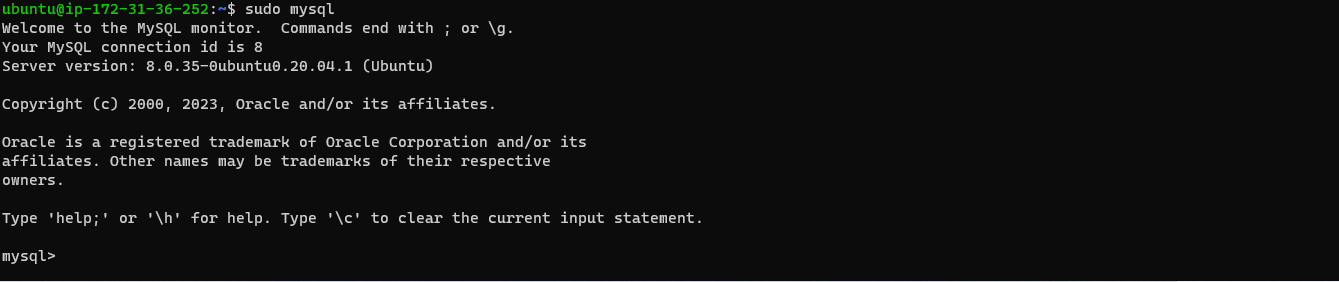 ubuntu@ip-172-31-36-252:~$ sudo mysql
Welcome to the MySQL monitor.  Commands end with ; or \g.
Your MySQL connection id is 8
Server version: 8.0.35-0ubuntu0.20.04.1 (Ubuntu)
Copyright (c) 2000, 2023, Oracle and/or its affiliates.
Oracle is a registered trademark of Oracle Corporation and/or its
affiliates. Other names may be trademarks of their respective
owners.
Type 'help;' or '\h' for help. Type '\c' to clear the current input statement.
mysql>